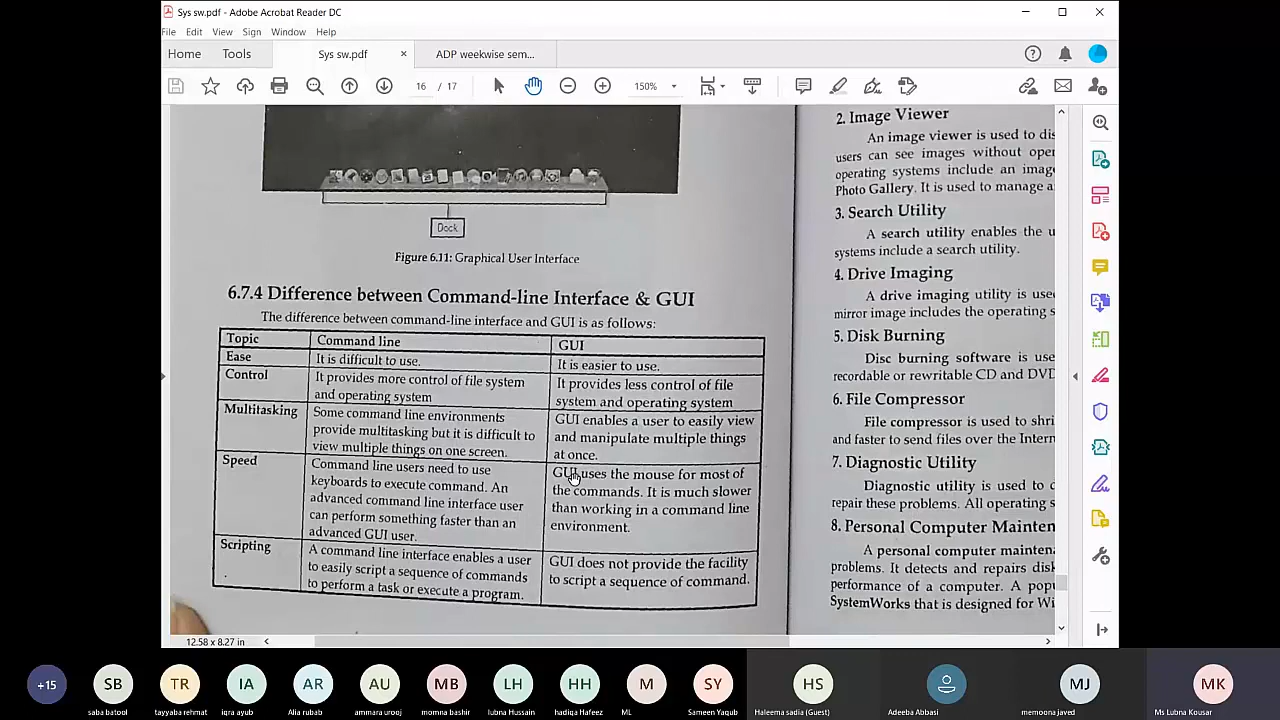 Sys sw.pdf - Adobe Acrobat Reader DC
File Edit View Sign Window Help
Home Tools Sys sw.pdf × ADP weekwise sem...
16 / 17 150%
Dock
Figure 6.11: Graphical User Interface
6.7.4 Difference between Command-line Interface & GUI
The difference between command-line interface and GUI is as follows:
Topic Command line GUI
Ease It is difficult to use. It is easier to use.
Control It provides more control of file system It provides less control of file
and operating system system and operating system
Multitasking Some command line environments GUI enables a user to easily view
provide multitasking but it is difficult to and manipulate multiple things
view multiple things on one screen. at once.
Speed Command line users need to use GUI uses the mouse for most of
keyboards to execute command. An the commands. It is much slower
advanced command line interface user than working in a command line
can perform something faster than an environment.
advanced GUI user.
Scripting A command line interface enables a user GUI does not provide the facility
to easily script a sequence of commands to script a sequence of command.
to perform a task or execute a program.
2. Image Viewer
An image viewer is used to dis
users can see images without oper
operating systems include an imag
Photo Gallery. It is used to manage a
3. Search Utility
A search utility enables the u
systems include a search utility.
4. Drive Imaging
A drive imaging utility is used
mirror image includes the operating s
5. Disk Burning
Disc burning software is use
recordable or rewritable CD and DVD
6. File Compressor
File compressor is used to shri
and faster to send files over the Intern
7. Diagnostic Utility
Diagnostic utility is used to c
repair these problems. All operating s
8. Personal Computer Mainten
A personal computer maintena
problems. It detects and repairs disk
performance of a computer. A pop
SystemWorks that is designed for Wi
12.58 x 8.27 in
+15 SB TR IA AR AU MB LH HH M SY HS MJ MK
saba batool tayyaba rehmat iqra ayub Alia rubab ammara urooj momna bashir lubna Hussain hadiqa Hafeez ML Sameen Yaqub Haleema sadia (Guest) Adeeba Abbasi memoona javed Ms Lubna Kousar